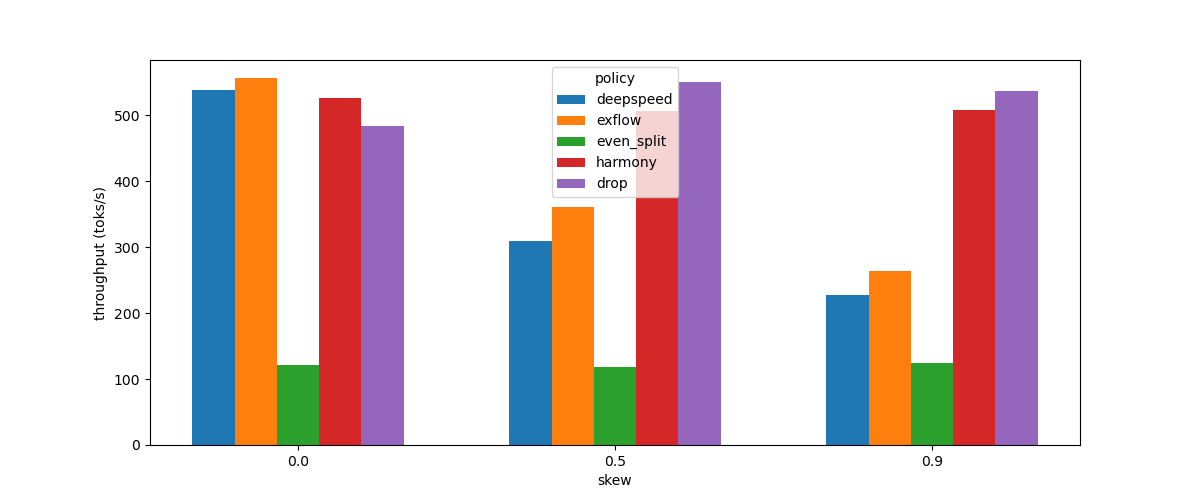 policy
deepspeed
exflow
even_split
harmony
drop
throughput (toks/s)
500
400
300
200
100
0
0.0 0.5 0.9
skew